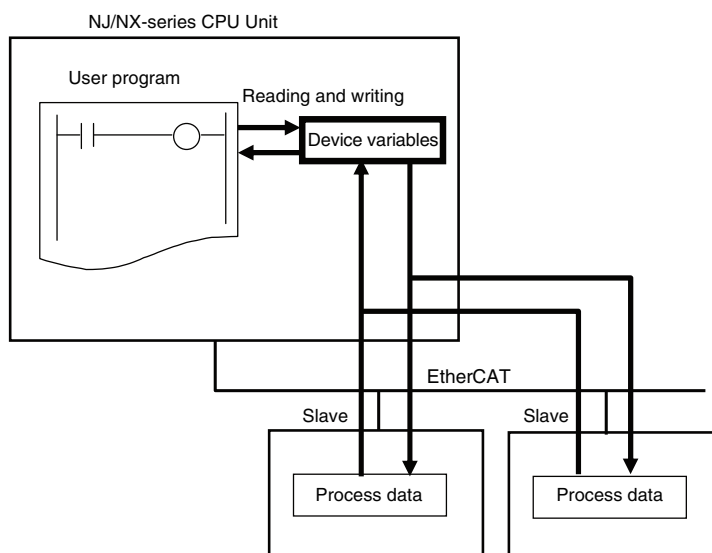 NJ/NX-series CPU Unit
User program
Reading and writing
Device variables
EtherCAT
Slave
Slave
Process data
Process data